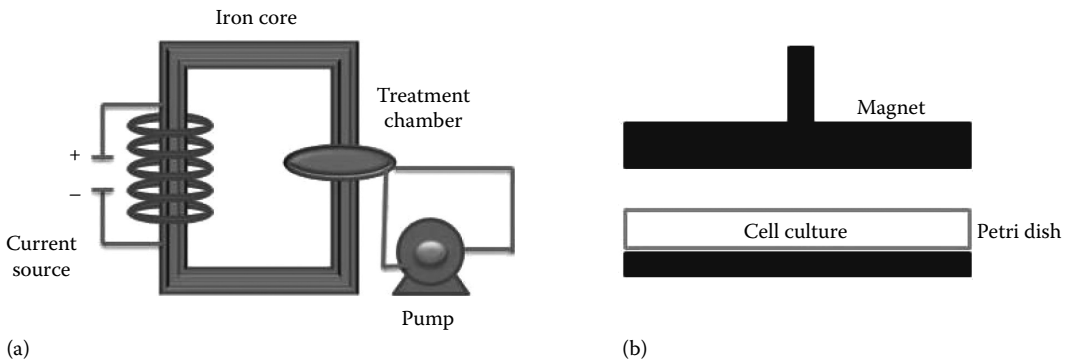 Iron core
Treatment
chamber
+
–
Current
source
Pump
(a)
Magnet
Cell culture
Petri dish
(b)